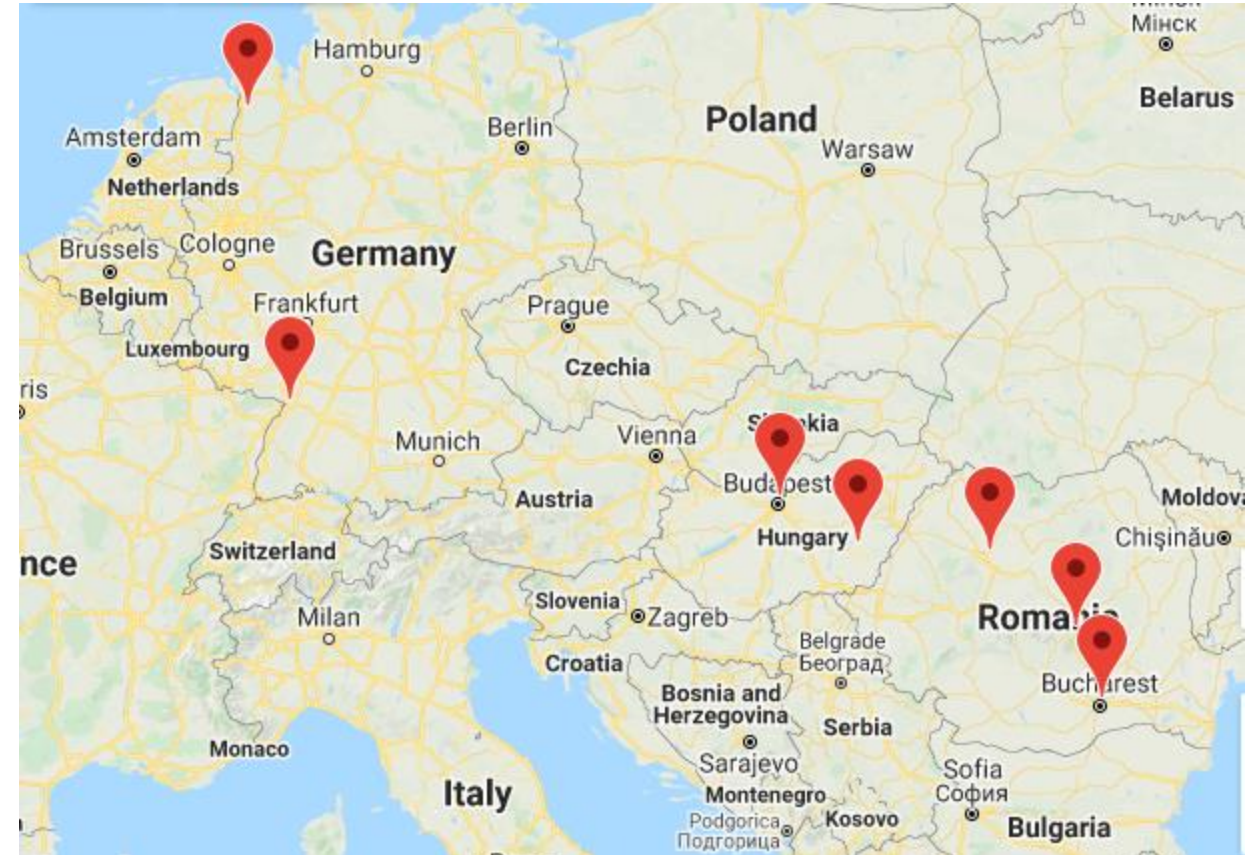 Мінск
Hamburg
Belarus
Poland
Berlin
Amsterdam
Warsaw
Netherlands
Brussels
Cologne
Germany
Belgium
Frankfurt
Prague
Luxembourg
Czechia
ris
Munich
Vienna
Budapest
Austria
Moldova
Hungary
Chișinău
Switzerland
nce
Slovenia
Milan
Zagreb
Romania
Belgrade
Београд
Croatia
Bucharest
Bosnia and
Herzegovina
Serbia
Monaco
Sarajevo
Sofia
София
Italy
Montenegro
Kosovo
Podgorica
Подгорица
Bulgaria